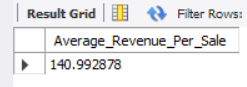 Result Grid Filter Rows:
Average_Revenue_Per_Sale
140.992878